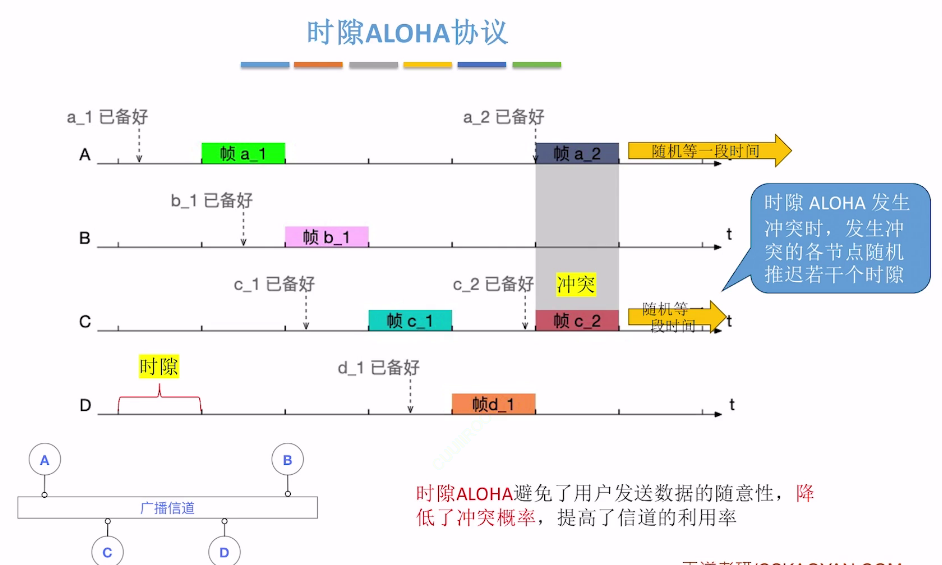 时隙ALOHA协议
a_1 已备好
a_2 已备好
A
帧 a_1
帧 a_2
随机等一段时间
b_1 已备好
B
帧 b_1
t
时隙 ALOHA 发生
冲突时，发生冲
突的各节点随机
推迟若干个时隙
c_1 已备好
c_2 已备好
冲突
C
帧 c_1
帧 c_2
随机等一
段时间
t
时隙
d_1 已备好
D
帧d_1
t
A
B
广播信道
C
D
时隙ALOHA避免了用户发送数据的随意性，降
低了冲突概率，提高了信道的利用率